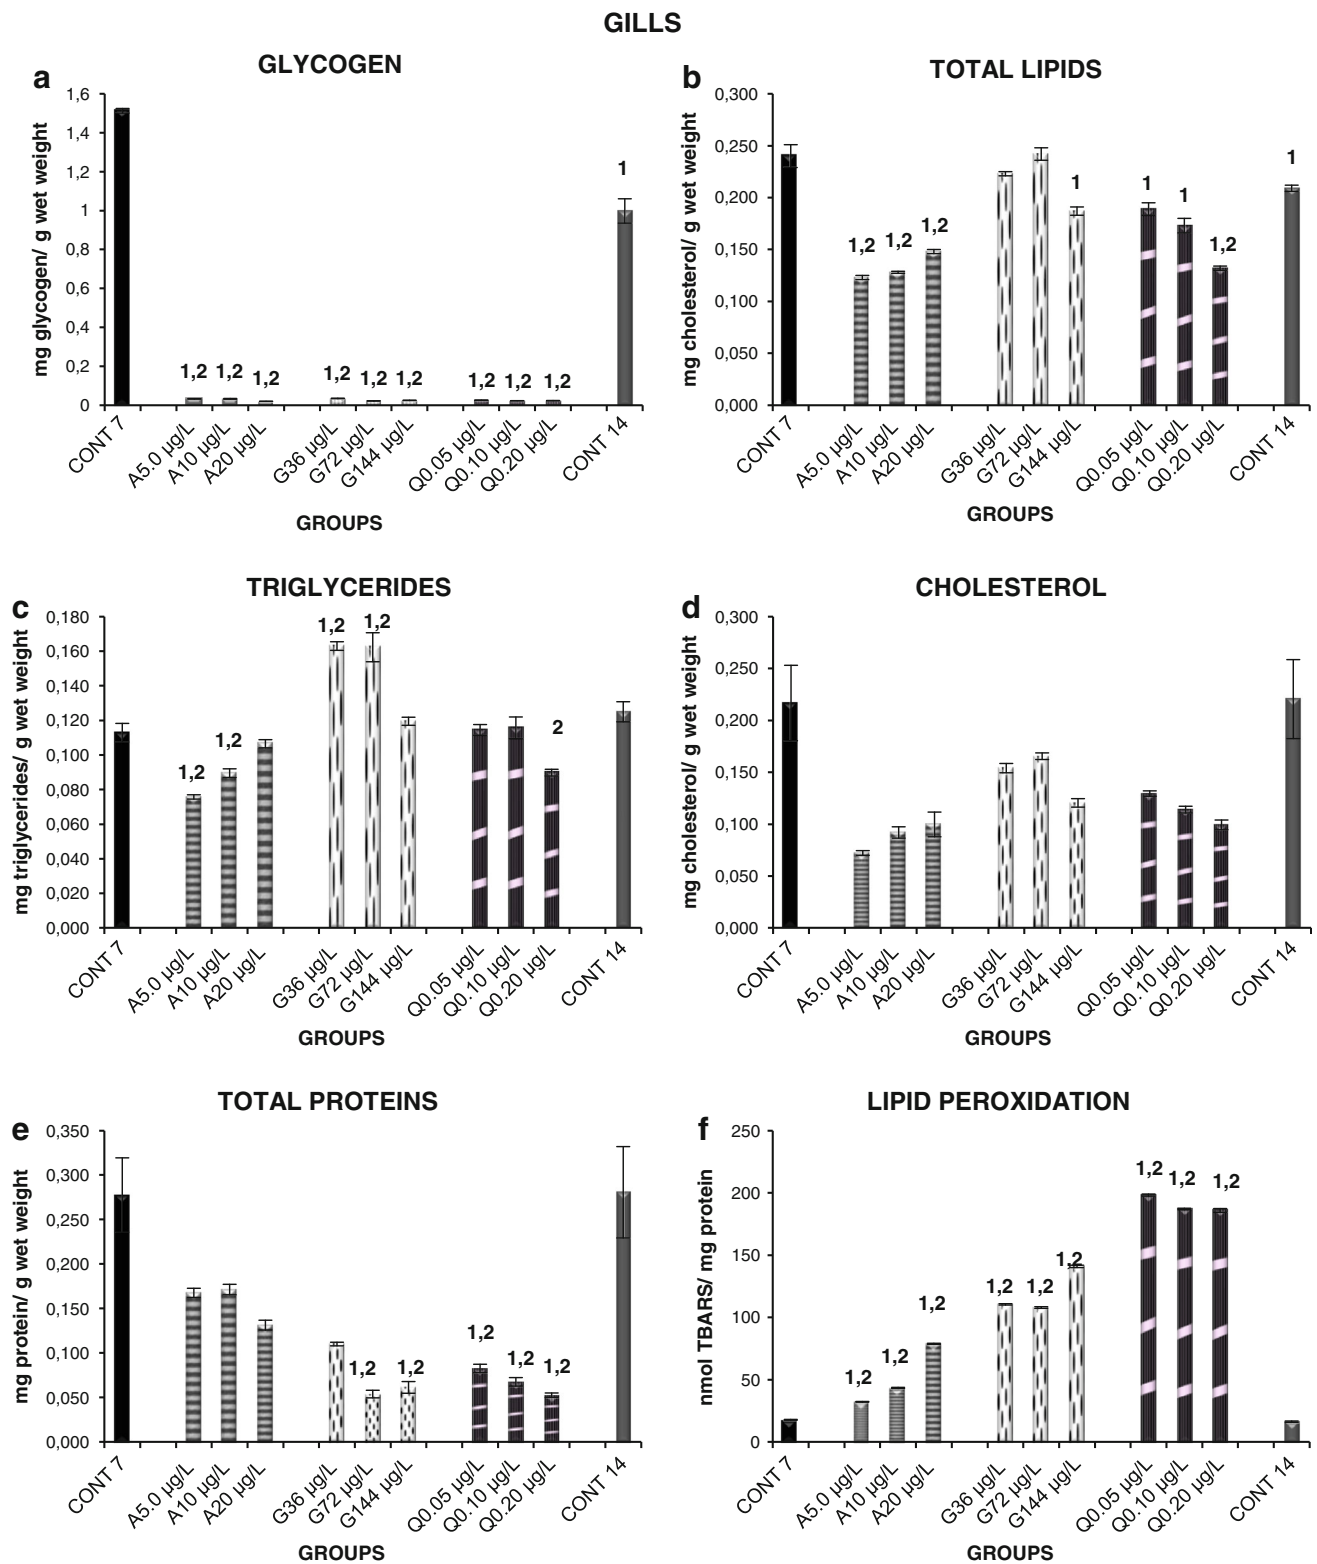 GILLS
a
GLYCOGEN
mg glycogen/ g wet weight
1,6
1,4
1,2
1
0,8
0,6
0,4
0,2
0
1,2 1,2 1,2 1,2 1,2 1,2 1,2 1,2 1,2 1
CONT 7 A5.0 µg/L A10 µg/L A20 µg/L G36 µg/L G72 µg/L G144 µg/L Q0.05 µg/L Q0.10 µg/L Q0.20 µg/L CONT 14
GROUPS
b
TOTAL LIPIDS
mg cholesterol/ g wet weight
0,300
0,250
0,200
0,150
0,100
0,050
0,000
1,2 1,2 1,2 1 1 1 1,2 1
CONT 7 A5.0 µg/L A10 µg/L A20 µg/L G36 µg/L G72 µg/L G144 µg/L Q0.05 µg/L Q0.10 µg/L Q0.20 µg/L CONT 14
GROUPS
c
TRIGLYCERIDES
mg triglycerides/ g wet weight
0,180
0,160
0,140
0,120
0,100
0,080
0,060
0,040
0,020
0,000
1,2 1,2 1,2 1,2 2
CONT 7 A5.0 µg/L A10 µg/L A20 µg/L G36 µg/L G72 µg/L G144 µg/L Q0.05 µg/L Q0.10 µg/L Q0.20 µg/L CONT 14
GROUPS
d
CHOLESTEROL
mg cholesterol/ g wet weight
0,300
0,250
0,200
0,150
0,100
0,050
0,000
CONT 7 A5.0 µg/L A10 µg/L A20 µg/L G36 µg/L G72 µg/L G144 µg/L Q0.05 µg/L Q0.10 µg/L Q0.20 µg/L CONT 14
GROUPS
e
TOTAL PROTEINS
mg protein/ g wet weight
0,350
0,300
0,250
0,200
0,150
0,100
0,050
0,000
1,2 1,2 1,2 1,2 1,2
CONT 7 A5.0 µg/L A10 µg/L A20 µg/L G36 µg/L G72 µg/L G144 µg/L Q0.05 µg/L Q0.10 µg/L Q0.20 µg/L CONT 14
GROUPS
f
LIPID PEROXIDATION
nmol TBARS/ mg protein
250
200
150
100
50
0
1,2 1,2 1,2 1,2 1,2 1,2 1,2 1,2 1,2
CONT 7 A5.0 µg/L A10 µg/L A20 µg/L G36 µg/L G72 µg/L G144 µg/L Q0.05 µg/L Q0.10 µg/L Q0.20 µg/L CONT 14
GROUPS